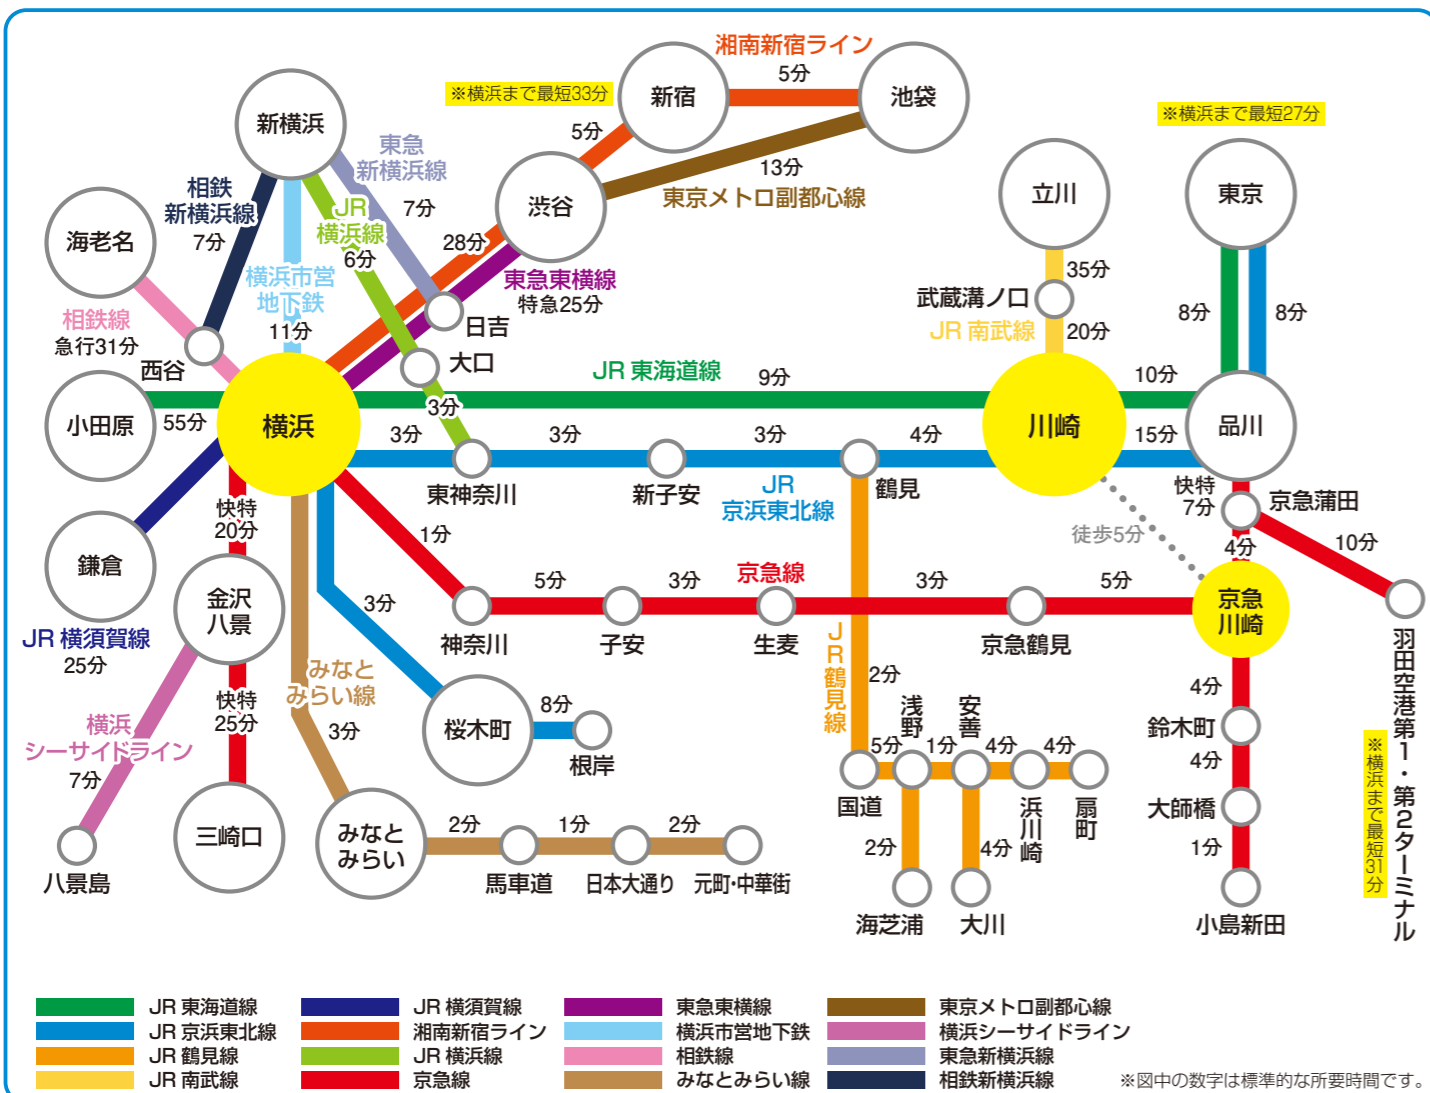 湘南新宿ライン
5分
※横浜まで最短33分
新宿
池袋
※横浜まで最短27分
新横浜
5分
東急
新横浜線
13分
東京メトロ副都心線
立川
東京
相鉄
新横浜線
7分
7分
JR
横浜線
6分
渋谷
28分
海老名
横浜市営
地下鉄
11分
東急東横線
特急25分
35分
武蔵溝ノ口
JR 南武線
20分
8分
8分
相鉄線
急行31分
日吉
西谷
大口
JR 東海道線
9分
10分
小田原
55分
横浜
3分
川崎
品川
3分
3分
3分
4分
15分
東神奈川
新子安
JR
京浜東北線
鶴見
快特
7分
京急蒲田
快特
20分
1分
徒歩5分
4分
10分
鎌倉
金沢
八景
3分
5分
3分
京急線
3分
5分
京急
川崎
JR 横須賀線
25分
神奈川
子安
生麦
京急鶴見
羽田空港第1・第2ターミナル
※横浜まで最短31分
みなと
みらい線
3分
JR鶴見線
2分
快特
25分
4分
横浜
シーサイドライン
7分
桜木町
8分
根岸
浅野
安善
鈴木町
5分
1分
4分
4分
4分
国道
浜川崎
扇町
大師橋
三崎口
みなと
みらい
2分
1分
2分
2分
4分
1分
八景島
馬車道
日本大通り
元町・中華街
海芝浦
大川
小島新田
JR 東海道線
JR 横須賀線
東急東横線
東京メトロ副都心線
JR 京浜東北線
湘南新宿ライン
横浜市営地下鉄
横浜シーサイドライン
JR 鶴見線
JR 横浜線
相鉄線
東急新横浜線
JR 南武線
京急線
みなとみらい線
相鉄新横浜線
※図中の数字は標準的な所要時間です。